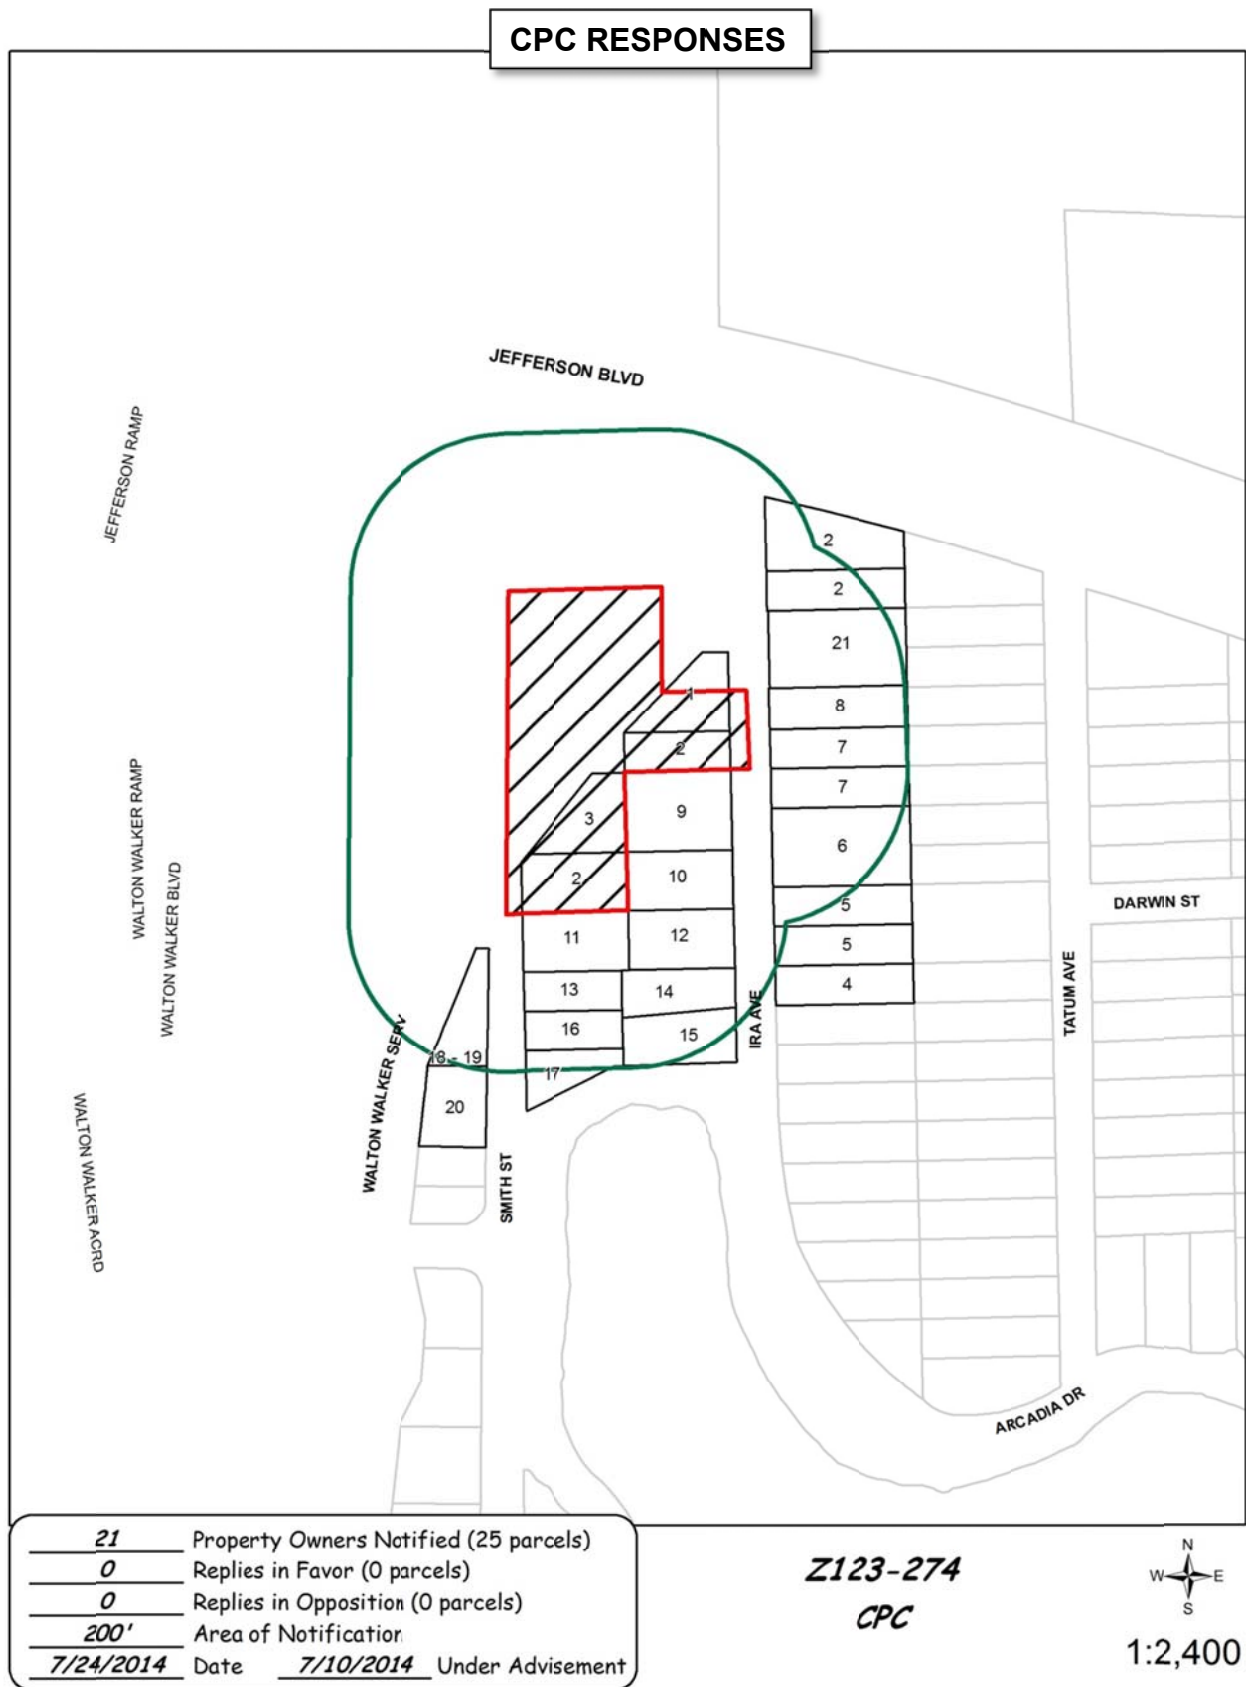 CPC RESPONSES
JEFFERSON BLVD
JEFFERSON RAMP
2
2
21
1
8
2
7
7
3
9
6
WALTON WALKER RAMP
WALTON WALKER BLVD
2
10
5
DARWIN ST
11
12
5
4
13
14
TATUM AVE
IRA AVE
16
15
WALTON WALKER SERV
18 - 19
17
20
WALTON WALKER ACRD
SMITH ST
ARCADIA DR
21 Property Owners Notified (25 parcels)
0 Replies in Favor (0 parcels)
0 Replies in Opposition (0 parcels)
200' Area of Notification
7/24/2014 Date 7/10/2014 Under Advisement
Z123-274
CPC
N
W E
S
1:2,400